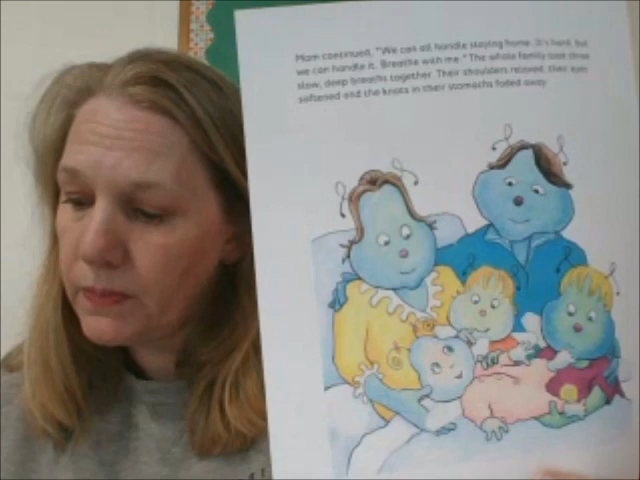 Mom continued, "We can all handle staying home. It's hard, but
we can handle it. Breathe with me." The whole family took three
slow, deep breaths together. Their shoulders relaxed, their eyes
softened and the knots in their stomachs faded away.